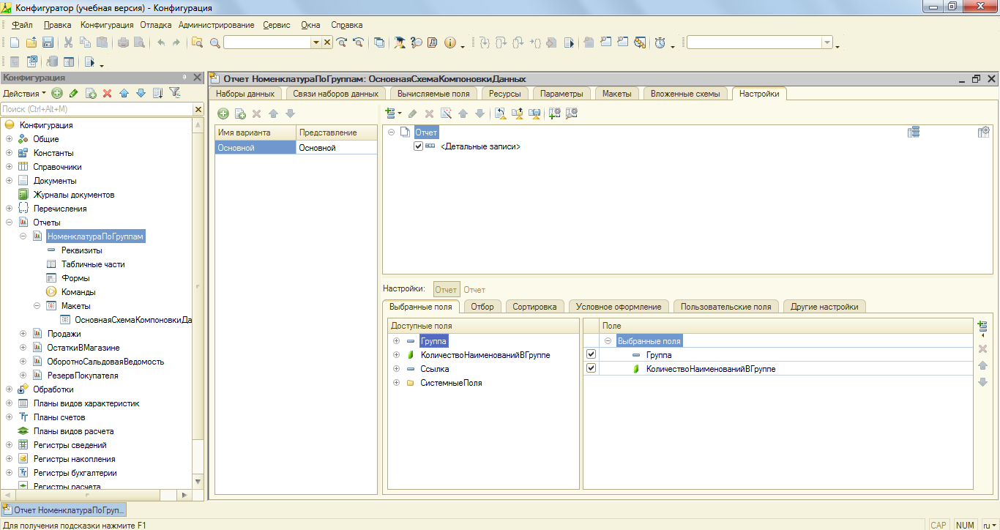 Конфигуратор (учебная версия) - Конфигурация
Файл Правка Конфигурация Отладка Администрирование Сервис Окна Справка
Конфигурация
Действия
Поиск (Ctrl+Alt+M)
Конфигурация
Общие
Константы
Справочники
Документы
Журналы документов
Перечисления
Отчеты
НоменклатураПоГруппам
Реквизиты
Табличные части
Формы
Команды
Макеты
ОсновнаяСхемаКомпоновкиДа
Продажи
ОстаткиВМагазине
ОборотноСальдоваяВедомость
РезервПокупателя
Обработки
Планы видов характеристик
Планы счетов
Планы видов расчета
Регистры сведений
Регистры накопления
Регистры бухгалтерии
Регистры расчета
Отчет НоменклатураПоГруппам: ОсновнаяСхемаКомпоновкиДанных
Наборы данных Связи наборов данных Вычисляемые поля Ресурсы Параметры Макеты Вложенные схемы Настройки
Имя варианта Представление
Основной Основной
Отчет
<Детальные записи>
Настройки: Отчет Отчет
Выбранные поля Отбор Сортировка Условное оформление Пользовательские поля Другие настройки
Доступные поля
Группа
КоличествоНаименованийВГруппе
Ссылка
СистемныеПоля
Поле
Выбранные поля
Группа
КоличествоНаименованийВГруппе
Отчет НоменклатураПоГруп...
Для получения подсказки нажмите F1
CAP NUM ru